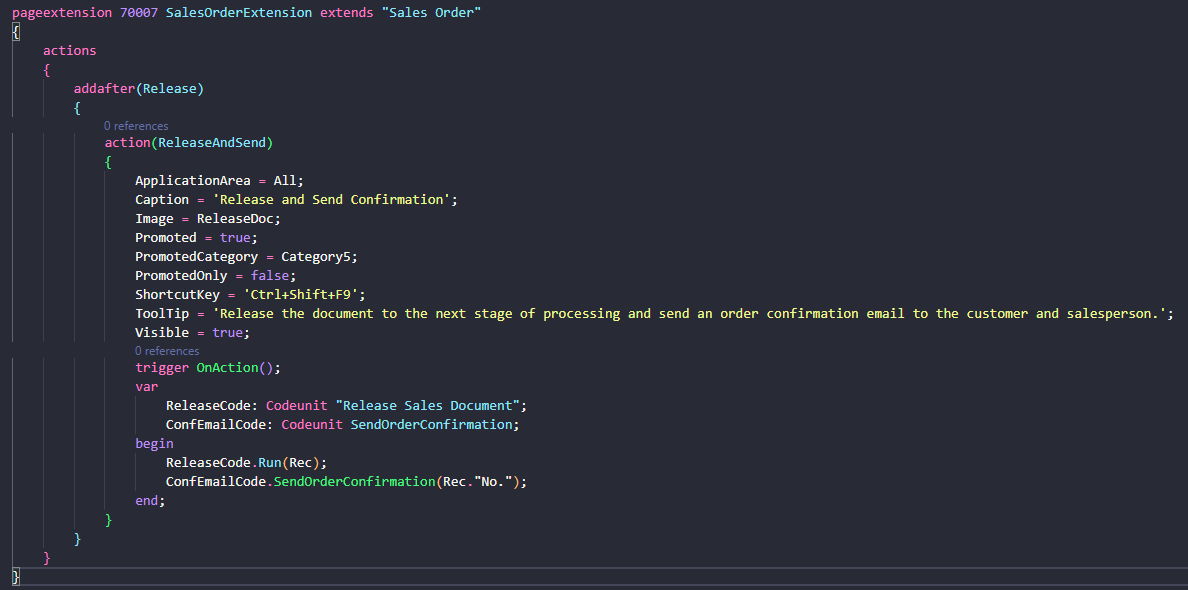 pageextension 70007 SalesOrderExtension extends "Sales Order"
{
    actions
    {
        addafter(Release)
        {
            0 references
            action(ReleaseAndSend)
            {
                ApplicationArea = All;
                Caption = 'Release and Send Confirmation';
                Image = ReleaseDoc;
                Promoted = true;
                PromotedCategory = Category5;
                PromotedOnly = false;
                ShortcutKey = 'Ctrl+Shift+F9';
                ToolTip = 'Release the document to the next stage of processing and send an order confirmation email to the customer and salesperson.';
                Visible = true;
                0 references
                trigger OnAction();
                var
                    ReleaseCode: Codeunit "Release Sales Document";
                    ConfEmailCode: Codeunit SendOrderConfirmation;
                begin
                    ReleaseCode.Run(Rec);
                    ConfEmailCode.SendOrderConfirmation(Rec."No.");
                end;
            }
        }
    }
}